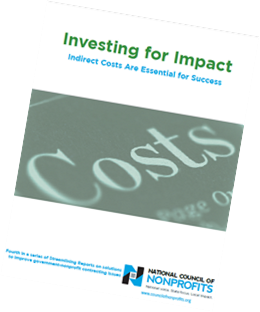 Investing for Impact
Indirect Costs Are Essential for Success
Costs
Page
Fourth in a series of Streamlining Reports on solutions
to improve government-nonprofit contracting issues
NATIONAL COUNCIL OF
NONPROFITS
National voice. State focus. Local impact.
www.councilofnonprofits.org